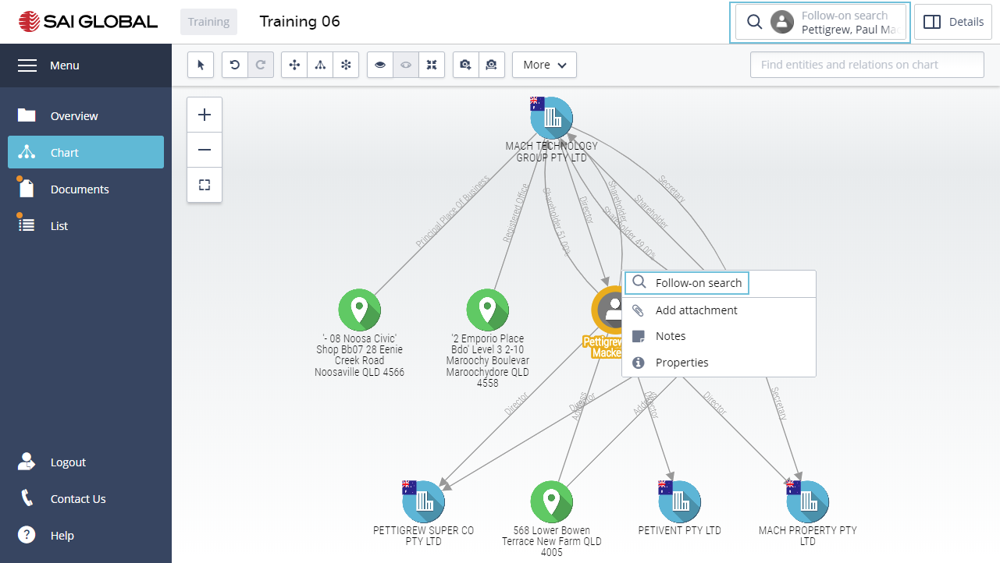 SAI GLOBAL
Training
Training 06
Follow-on search
Pettigrew, Paul Ma
Details
Menu
More
Find entities and relations on chart
Overview
Chart
Documents
List
MACH TECHNOLOGY
GROUP PTY LTD
Principal Place Of Business
Registered Office
Shareholder 51.00%
Director
Shareholder
Shareholder 49.00%
Shareholder
Secretary
Follow-on search
Add attachment
Notes
Properties
'- 08 Noosa Civic'
Shop Bb07 28 Eenie
Creek Road
Noosaville QLD 4566
'2 Emporio Place
Bdo' Level 3 2-10
Maroochy Boulevar
Maroochydore QLD
4558
Pettigrew
Macke
Director
Director
Address
Address
Director
Director
Secretary
PETTIGREW SUPER CO
PTY LTD
568 Lower Bowen
Terrace New Farm QLD
4005
PETIVENT PTY LTD
MACH PROPERTY PTY
LTD
Logout
Contact Us
? Help